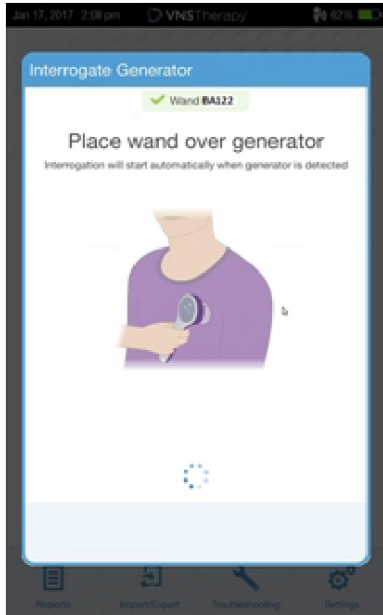 Jan 17, 2017 2:08 pm VNSTherapy 62%
Interrogate Generator
Wand BA122
Place wand over generator
Interrogation will start automatically when generator is detected
Reports Import/Export Troubleshooting Settings